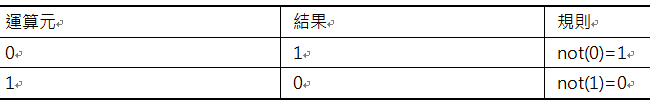 運算元 結果 規則
0 1 not(0)=1
1 0 not(1)=0